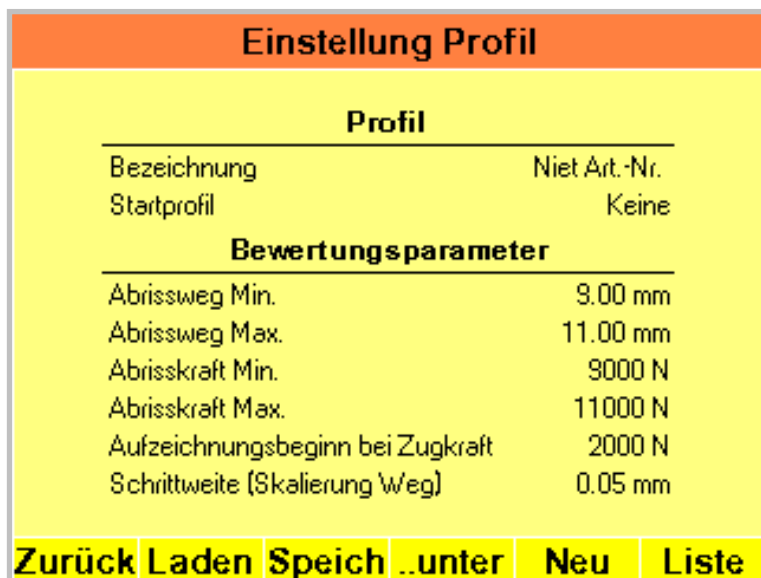 Einstellung Profil
Profil
Bezeichnung Niet Art.-Nr.
Startprofil Keine
Bewertungsparameter
Abrissweg Min. 9.00 mm
Abrissweg Max. 11.00 mm
Abrisskraft Min. 9000 N
Abrisskraft Max. 11000 N
Aufzeichnungsbeginn bei Zugkraft 2000 N
Schrittweite (Skalierung Weg) 0.05 mm
Zurück Laden Speich ..unter Neu Liste